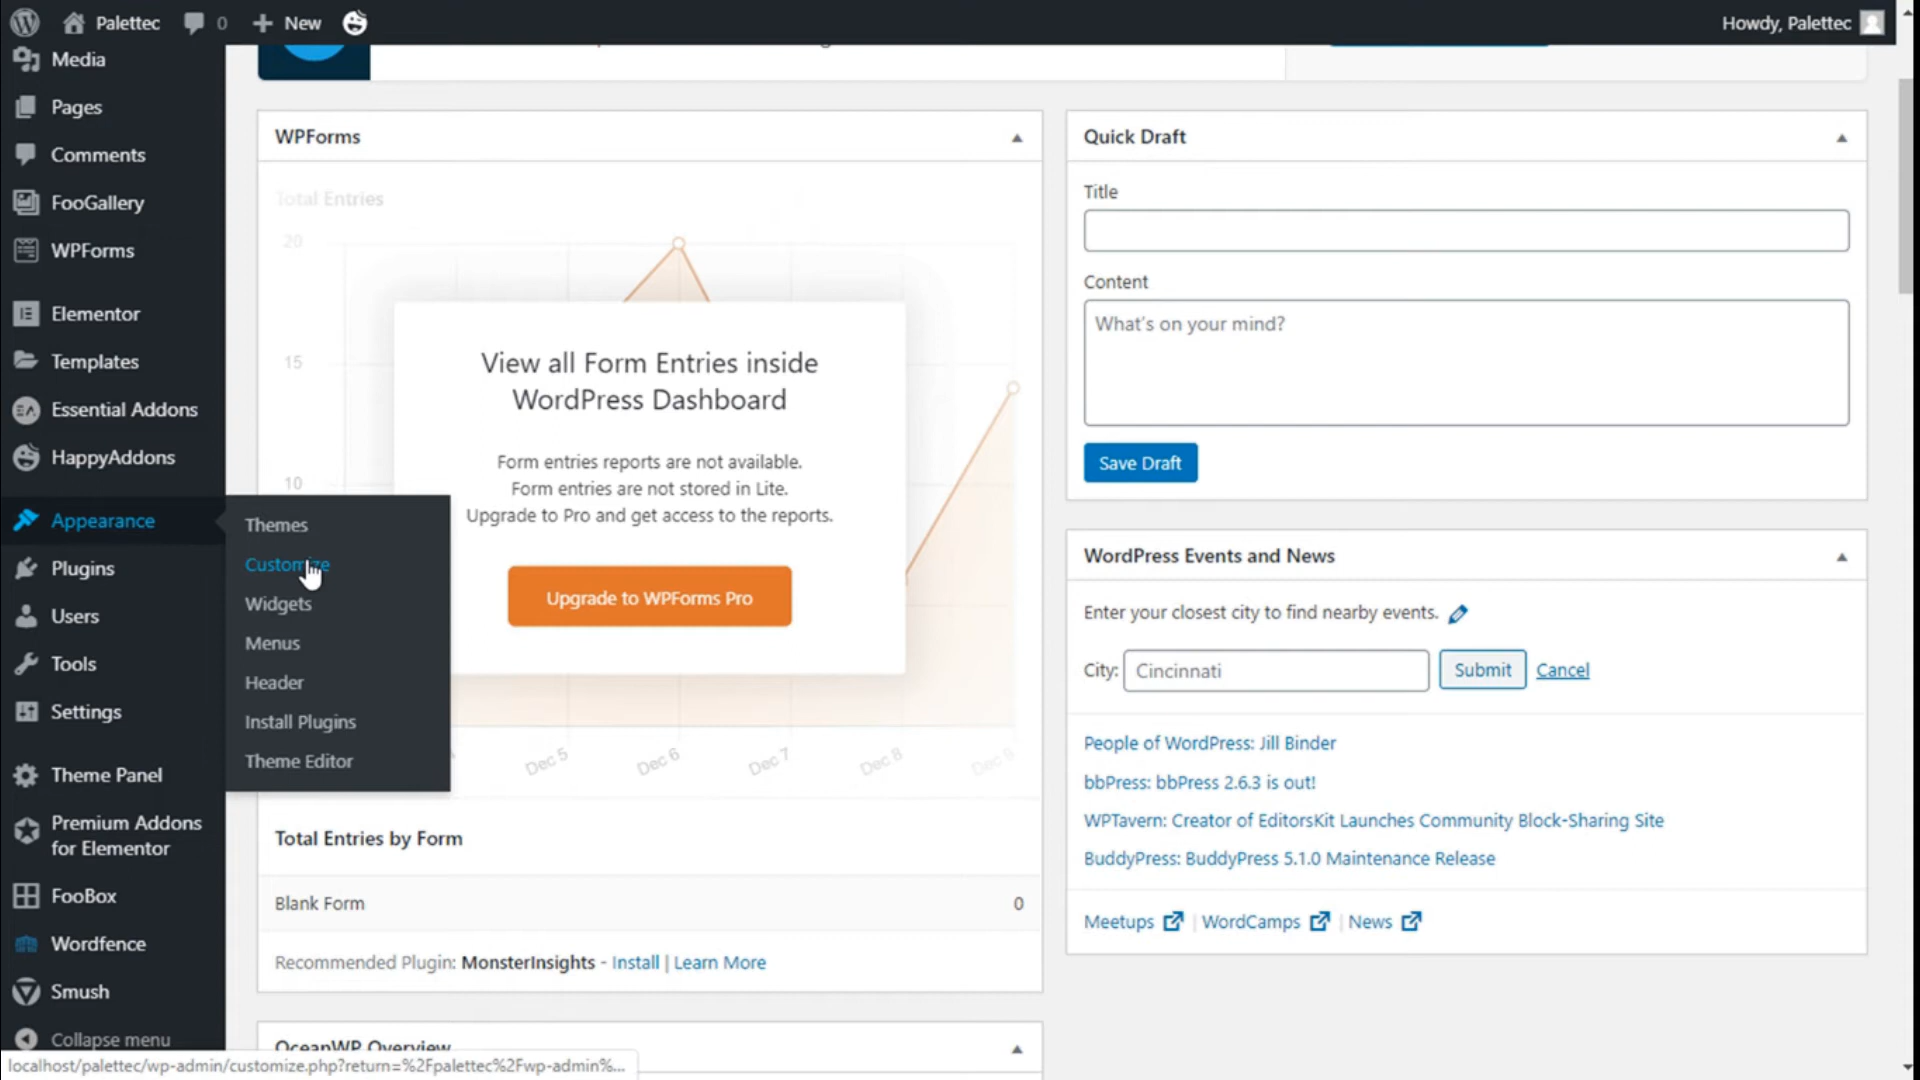 Palettec 0 New
Howdy, Palettec
Media
Pages
Comments
FooGallery
WPForms
Elementor
Templates
Essential Addons
HappyAddons
Appearance
Plugins
Users
Tools
Settings
Theme Panel
Premium Addons
for Elementor
FooBox
Wordfence
Smush
Collapse menu
Themes
Customize
Widgets
Menus
Header
Install Plugins
Theme Editor
WPForms
Total Entries
20
15
10
View all Form Entries inside
WordPress Dashboard
Form entries reports are not available.
Form entries are not stored in Lite.
Upgrade to Pro and get access to the reports.
Upgrade to WPForms Pro
Dec 5
Dec 6
Dec 7
Dec 8
Dec 9
Total Entries by Form
Blank Form 0
Recommended Plugin: MonsterInsights - Install | Learn More
OceanWP Overview
Quick Draft
Title
Content
What's on your mind?
Save Draft
WordPress Events and News
Enter your closest city to find nearby events.
City: Cincinnati Submit Cancel
People of WordPress: Jill Binder
bbPress: bbPress 2.6.3 is out!
WPTavern: Creator of EditorsKit Launches Community Block-Sharing Site
BuddyPress: BuddyPress 5.1.0 Maintenance Release
Meetups | WordCamps | News
localhost/palettec/wp-admin/customize.php?return=%2Fpalettec%2Fwp-admin%...